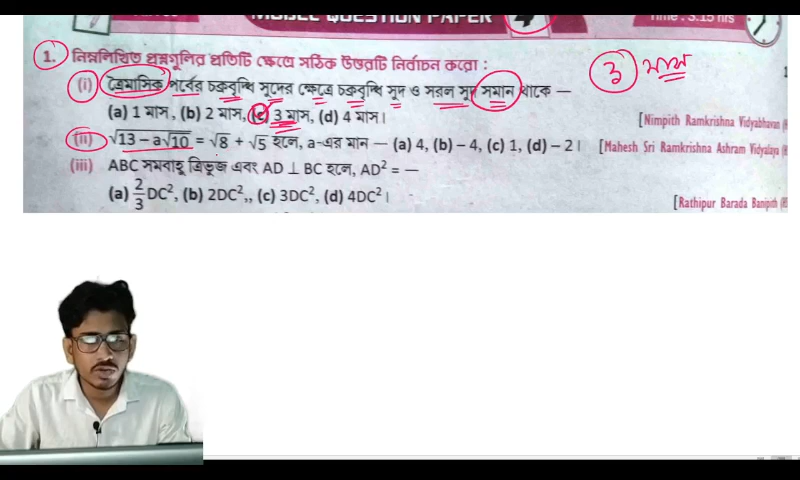 MODEL QUESTION PAPER 4 Time : 3.15 hrs
1. নিম্নলিখিত প্রশ্নগুলির প্রতিটি ক্ষেত্রে সঠিক উত্তরটি নির্বাচন করো :
(i) ত্রৈমাসিক পর্বের চক্রবৃদ্ধি সুদের ক্ষেত্রে চক্রবৃদ্ধি সুদ ও সরল সুদ সমান থাকে —
৩ মাস
(a) 1 মাস, (b) 2 মাস, (c) 3 মাস, (d) 4 মাস।
[Nimpith Ramkrishna Vidyabhavan
(ii) √13 – a√10 = √8 + √5 হলে, a-এর মান — (a) 4, (b) – 4, (c) 1, (d) – 2। [Mahesh Sri Ramkrishna Ashram Vidyalaya
(iii) ABC সমবাহু ত্রিভুজ এবং AD ⊥ BC হলে, AD² = —
(a) 2/3 DC², (b) 2DC²,, (c) 3DC², (d) 4DC²।
[Rathipur Barada Banipith